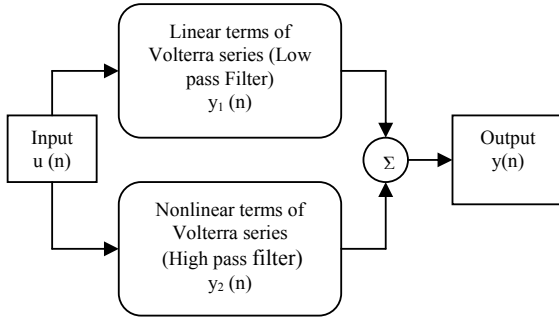 Linear terms of
Volterra series (Low
pass Filter)
y₁ (n)
Input
u (n)
Σ
Output
y(n)
Nonlinear terms of
Volterra series
(High pass filter)
y₂ (n)